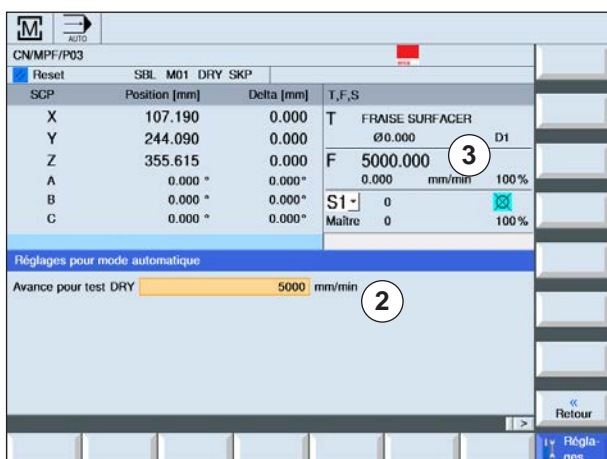 M AUTO
CN/MPF/P03
Reset SBL M01 DRY SKP
SCP Position [mm] Delta [mm] T,F,S
X 107.190 0.000 T FRAISE SURFACER
Y 244.090 0.000 Ø0.000 D1
Z 355.615 0.000 F 5000.000 3
A 0.000 ° 0.000° 0.000 mm/min 100%
B 0.000 ° 0.000° S1 0
C 0.000 ° 0.000° Maître 0 100%
Réglages pour mode automatique
Avance pour test DRY 5000 mm/min 2
« Retour
>
Régla-
ges